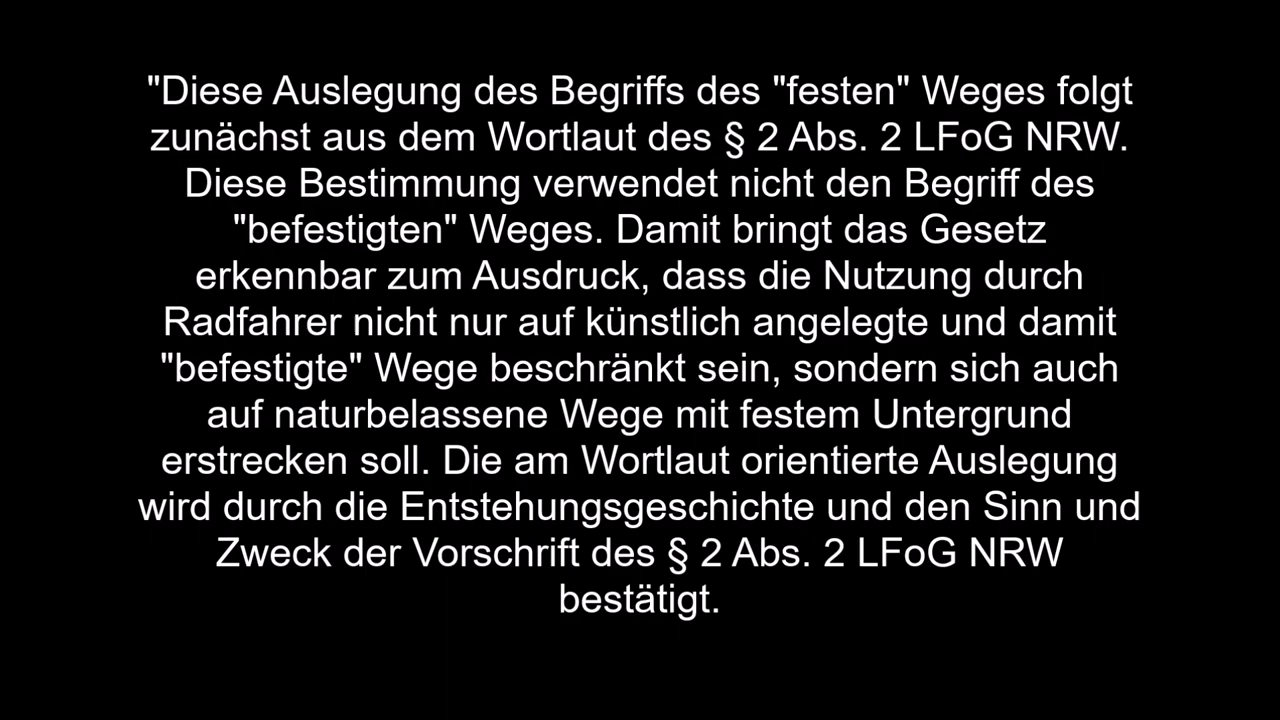 "Diese Auslegung des Begriffs des "festen" Weges folgt
zunächst aus dem Wortlaut des § 2 Abs. 2 LFoG NRW.
Diese Bestimmung verwendet nicht den Begriff des
"befestigten" Weges. Damit bringt das Gesetz
erkennbar zum Ausdruck, dass die Nutzung durch
Radfahrer nicht nur auf künstlich angelegte und damit
"befestigte" Wege beschränkt sein, sondern sich auch
auf naturbelassene Wege mit festem Untergrund
erstrecken soll. Die am Wortlaut orientierte Auslegung
wird durch die Entstehungsgeschichte und den Sinn und
Zweck der Vorschrift des § 2 Abs. 2 LFoG NRW
bestätigt.